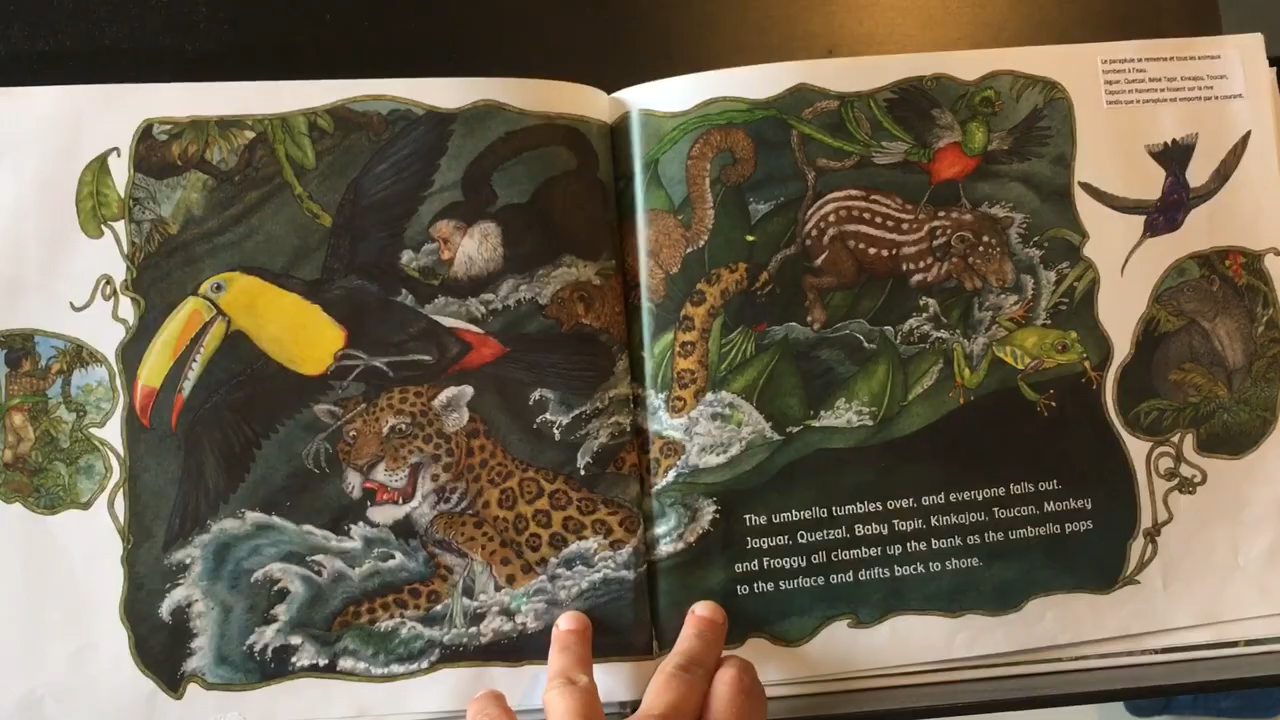 Le parapluie se renverse et tous les animaux
tombent à l'eau.
Jaguar, Quetzal, Bébé Tapir, Kinkajou, Toucan,
Capucin et Rainette se hissent sur la rive
tandis que le parapluie est emporté par le courant.
The umbrella tumbles over, and everyone falls out.
Jaguar, Quetzal, Baby Tapir, Kinkajou, Toucan, Monkey
and Froggy all clamber up the bank as the umbrella pops
to the surface and drifts back to shore.